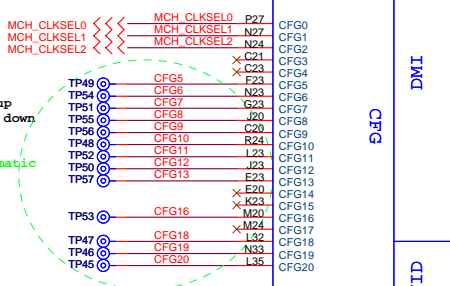 MCH_CLKSEL0 MCH_CLKSEL0 P27 CFG0
MCH_CLKSEL1 MCH_CLKSEL1 N27 CFG1
MCH_CLKSEL2 MCH_CLKSEL2 N24 CFG2
C21 CFG3
C23 CFG4
TP49 CFG5 F23 CFG5
TP54 CFG6 N23 CFG6
TP51 CFG7 G23 CFG7
TP55 CFG8 J20 CFG8
TP56 CFG9 C20 CFG9
TP48 CFG10 R24 CFG10
TP52 CFG11 L23 CFG11
TP50 CFG12 J23 CFG12
TP57 CFG13 E23 CFG13
E20 CFG14
K23 CFG15
TP53 CFG16 M20 CFG16
M24 CFG17
TP47 CFG18 L32 CFG18
TP46 CFG19 N33 CFG19
TP45 CFG20 L35 CFG20
up
down
matic
CFG
DMI